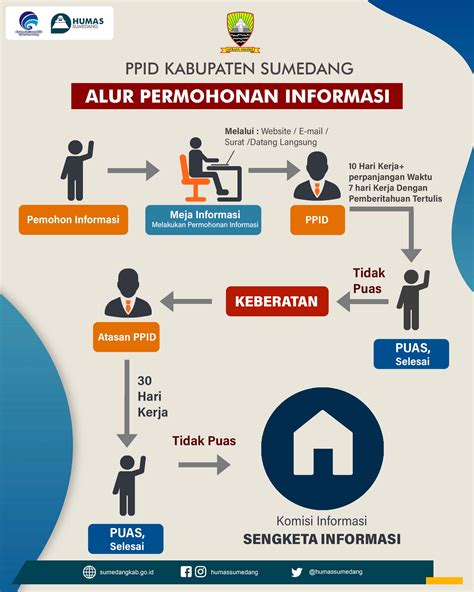 HUMAS
SUMEDANG
PPID KABUPATEN SUMEDANG
ALUR PERMOHONAN INFORMASI
Melalui : Website / E-mail /
Surat /Datang Langsung
10 Hari Kerja+
perpanjangan Waktu
7 hari Kerja Dengan
Pemberitahuan Tertulis
Pemohon Informasi
Meja Informasi
Melakukan Permohonan Informasi
PPID
Tidak
Puas
KEBERATAN
Atasan PPID
PUAS,
Selesai
30
Hari
Kerja
Tidak Puas
PUAS,
Selesai
Komisi Informasi
SENGKETA INFORMASI
sumedangkab.go.id
humassumedang
@humassumedang